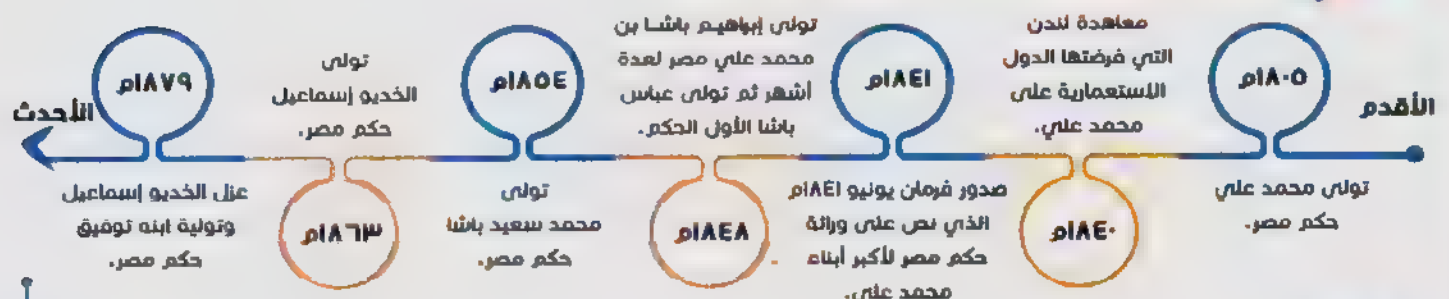 الأقدم
١٨٠٥م
تولى محمد علي
حكم مصر.
معاهدة لندن
التي فرضتها الدول
الاستعمارية على
محمد علي.
١٨٤٠م
١٨٤١م
صدور فرمان يونيو ١٨٤١م
الذي نص على وراثة
حكم مصر لأكبر أبناء
محمد علي.
تولى إبراهيم باشا بن
محمد علي مصر لعدة
أشهر ثم تولى عباس
باشا الأول الحكم.
١٨٤٨م
١٨٥٤م
تولى
محمد سعيد باشا
حكم مصر.
تولى
الخديو إسماعيل
حكم مصر.
١٨٦٣م
١٨٧٩م
عزل الخديو إسماعيل
وتولية ابنه توفيق
حكم مصر.
الأحدث